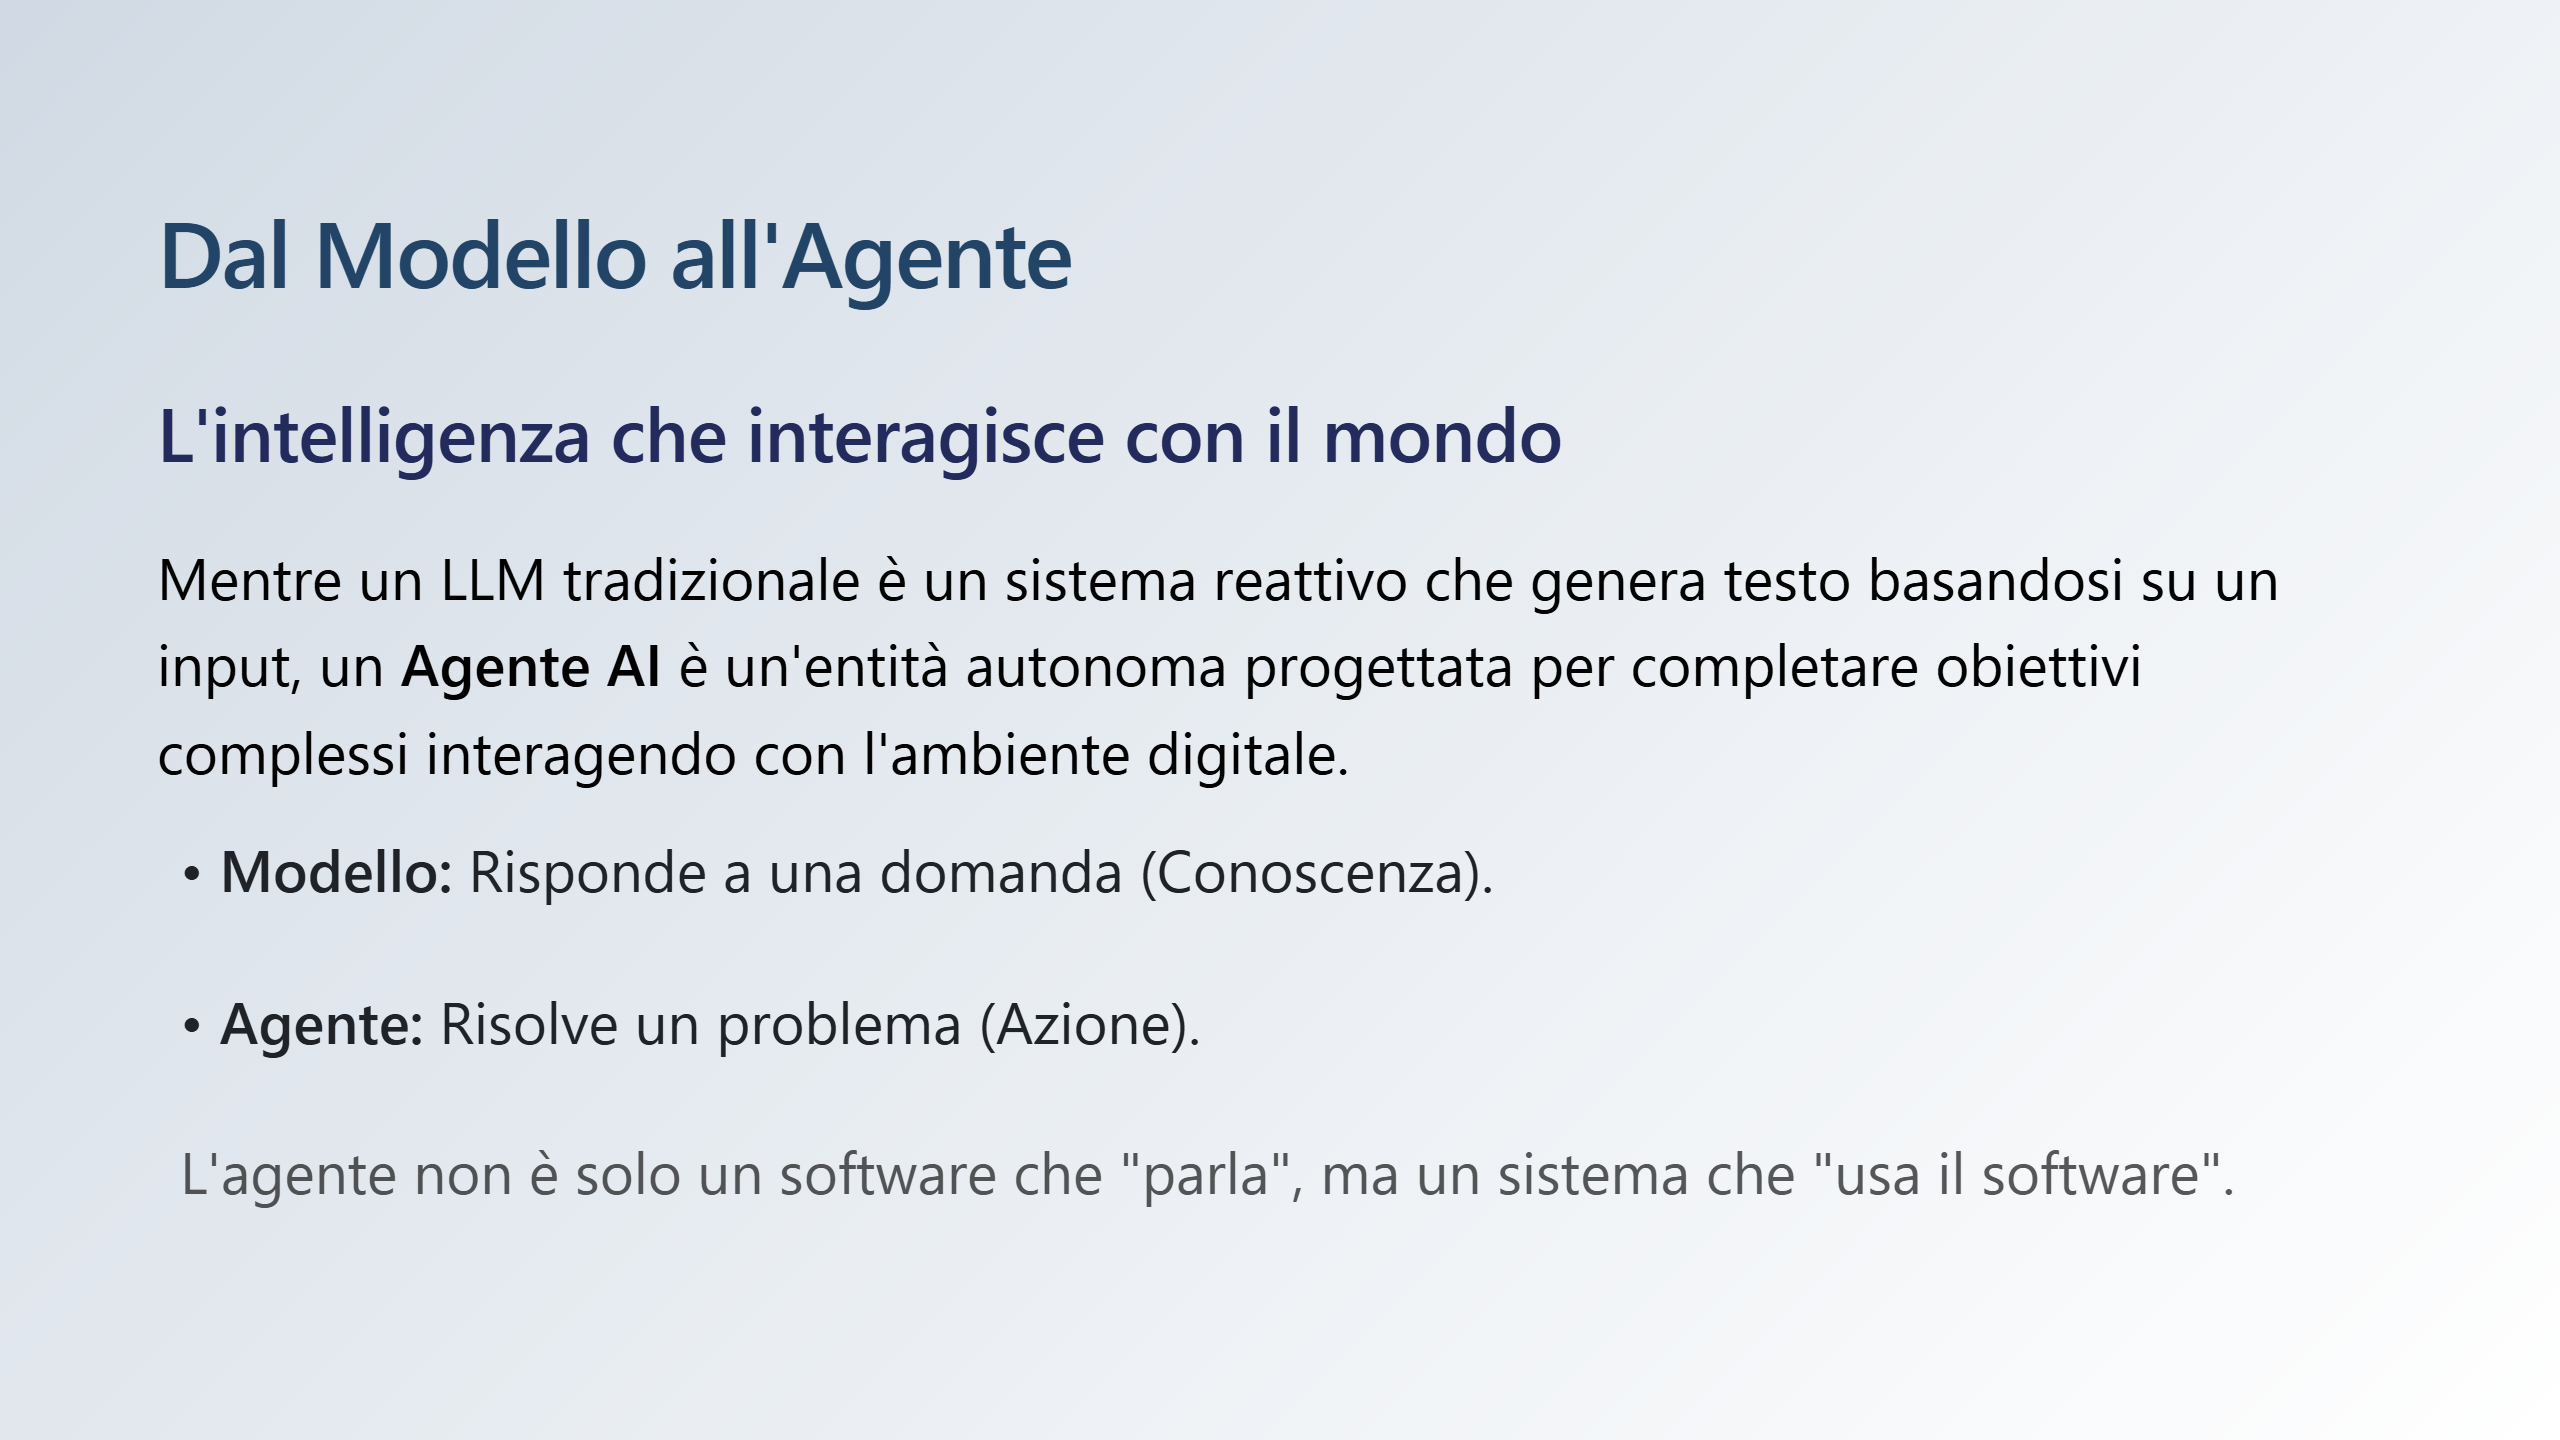 Dal Modello all'Agente
L'intelligenza che interagisce con il mondo
Mentre un LLM tradizionale è un sistema reattivo che genera testo basandosi su un
input, un Agente AI è un'entità autonoma progettata per completare obiettivi
complessi interagendo con l'ambiente digitale.
• Modello: Risponde a una domanda (Conoscenza).
• Agente: Risolve un problema (Azione).
L'agente non è solo un software che "parla", ma un sistema che "usa il software".